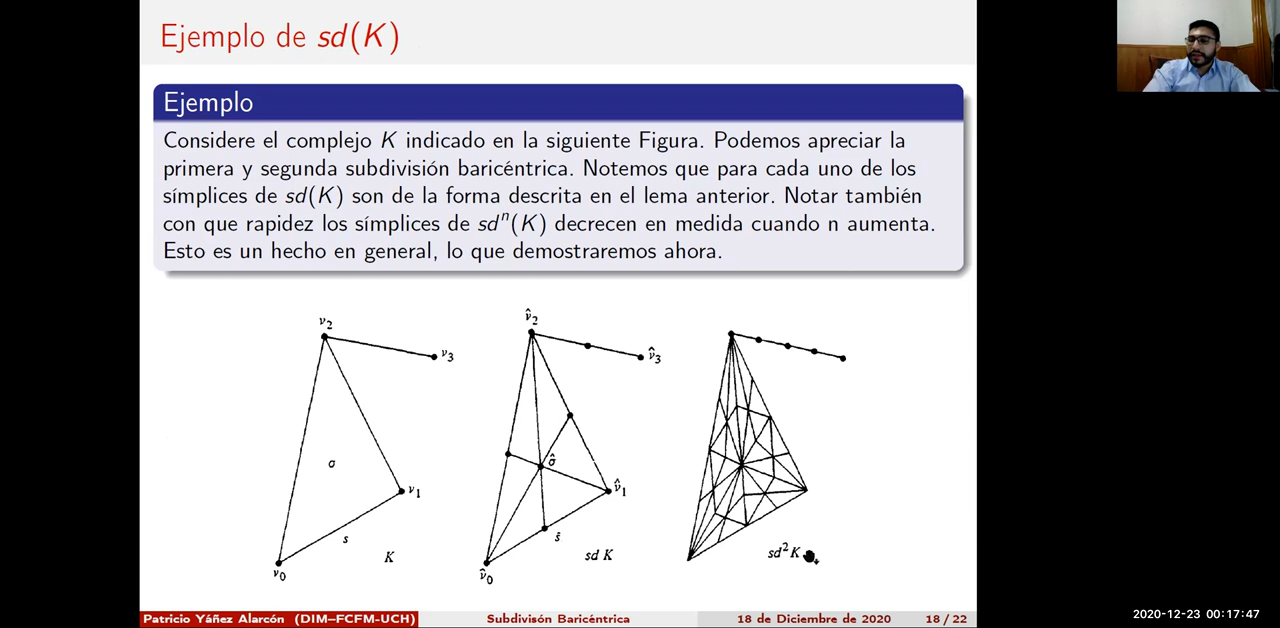 Ejemplo de sd(K)
Ejemplo
Considere el complejo K indicado en la siguiente Figura. Podemos apreciar la
primera y segunda subdivisión baricéntrica. Notemos que para cada uno de los
símplices de sd(K) son de la forma descrita en el lema anterior. Notar también
con que rapidez los símplices de sdⁿ(K) decrecen en medida cuando n aumenta.
Esto es un hecho en general, lo que demostraremos ahora.
v₂
v₃
σ
v₁
s
K
v₀
v̂₂
v̂₃
σ̂
v̂₁
ŝ
sd K
v̂₀
sd²K
Patricio Yáñez Alarcón (DIM–FCFM-UCH)
Subdivisón Baricéntrica
18 de Diciembre de 2020
18 / 22
2020-12-23 00:17:47